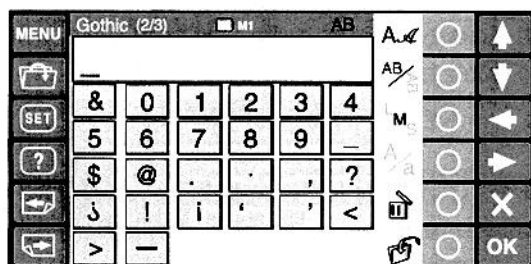 MENU Gothic (2/3) M1 AB A
AB/Aa
& 0 1 2 3 4
SET M L S
5 6 7 8 9 _
? A/a
$ @ . · , ?
¿ ! ¡ ‘ ’ < X
> — OK